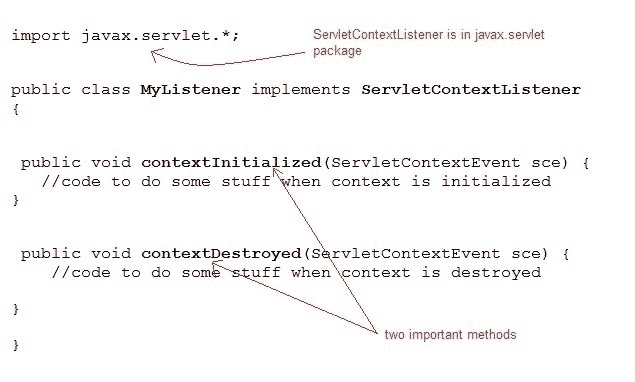 import javax.servlet.*;
ServletContextListener is in javax.servlet
package
public class MyListener implements ServletContextListener
{
public void contextInitialized(ServletContextEvent sce) {
//code to do some stuff when context is initialized
}
public void contextDestroyed(ServletContextEvent sce) {
//code to do some stuff when context is destroyed
}
two important methods
}